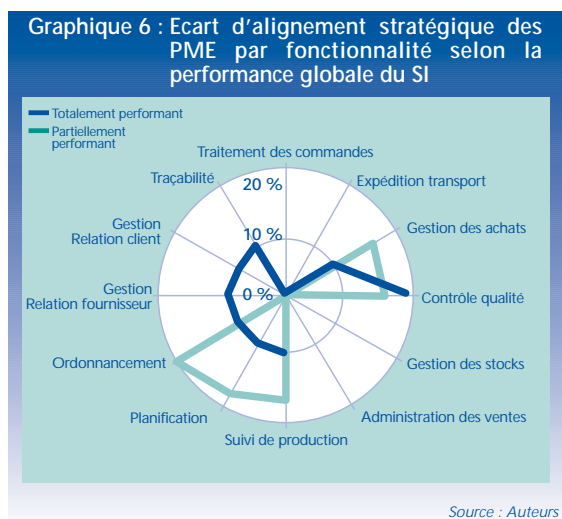 Graphique 6 : Ecart d'alignement stratégique des
PME par fonctionnalité selon la
performance globale du SI
Totalement performant
Partiellement
performant
Traitement des commandes
Traçabilité
20 %
Expédition transport
Gestion
Relation client
10 %
Gestion des achats
Gestion
Relation fournisseur
0 %
Contrôle qualité
Ordonnancement
Gestion des stocks
Planification
Administration des ventes
Suivi de production
Source : Auteurs